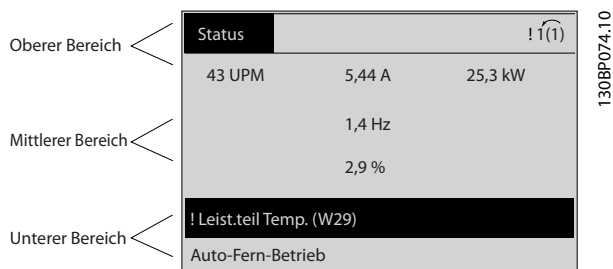 Oberer Bereich
Status
! 1(1)
43 UPM 5,44 A 25,3 kW
Mittlerer Bereich
1,4 Hz
2,9 %
! Leist.teil Temp. (W29)
Unterer Bereich
Auto-Fern-Betrieb
130BP074.10